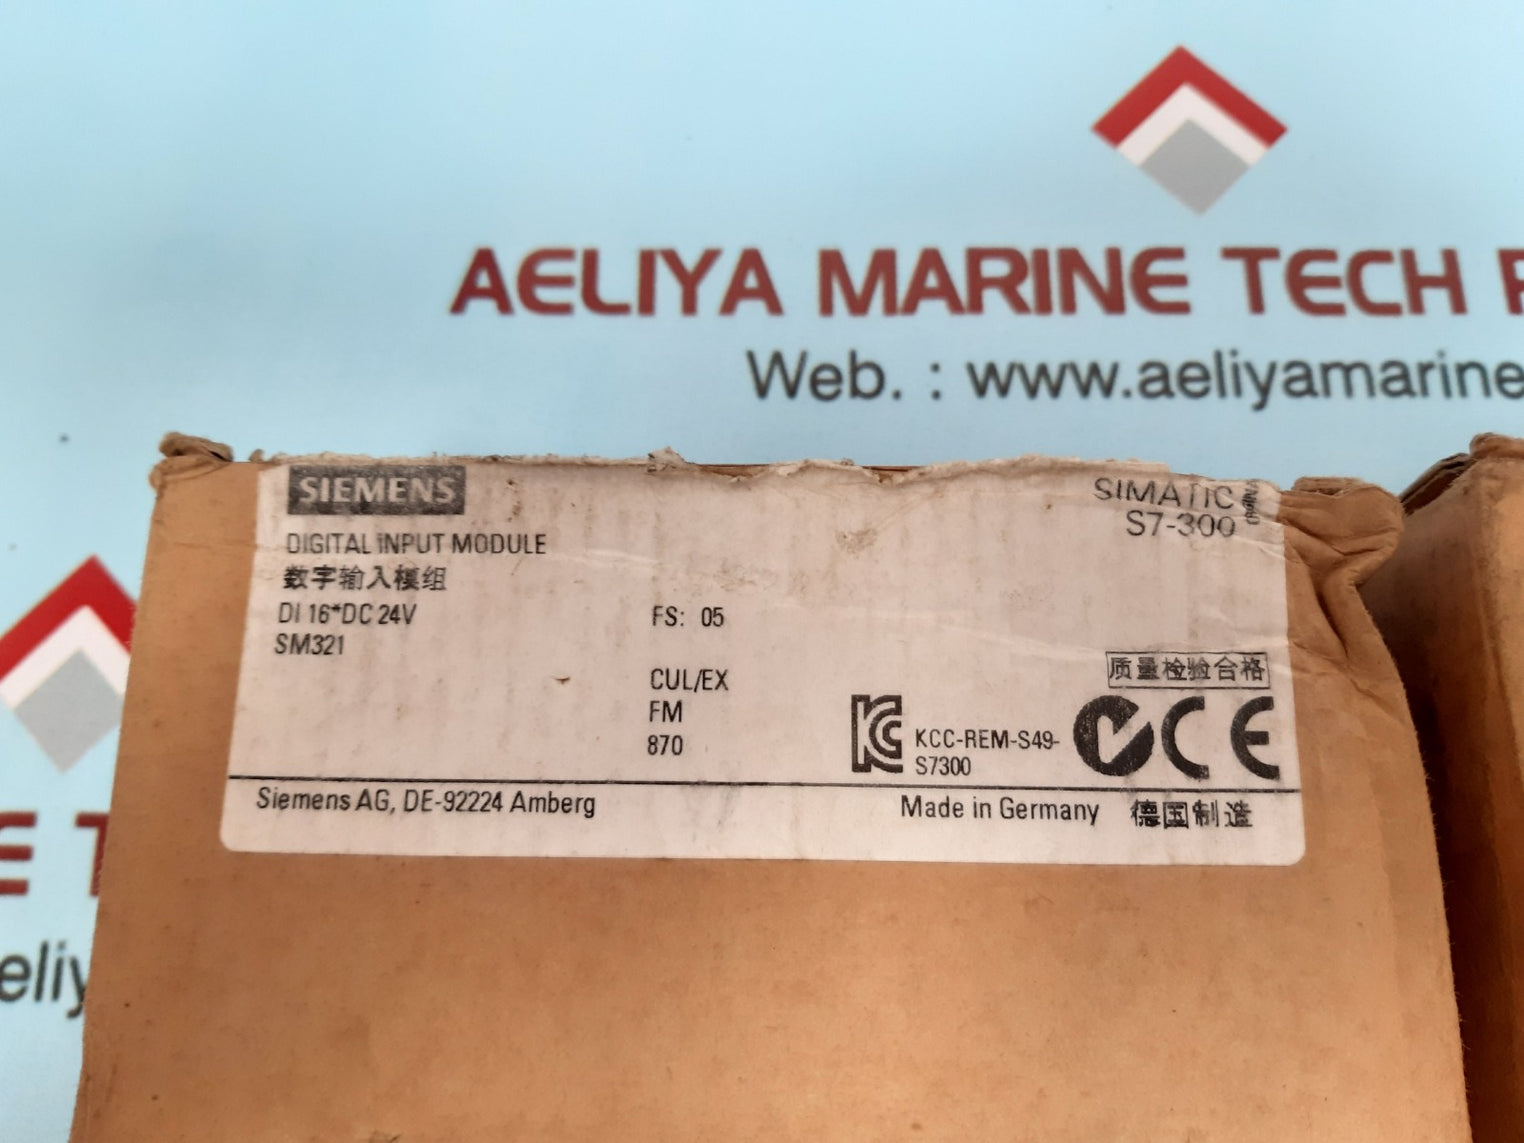 AELIYA MARINE TECH
Web. : www.aeliyamarine
SIEMENS
SIMATIC
S7-300
DIGITAL INPUT MODULE
数字输入模组
DI 16*DC 24V
SM321
FS: 05
CUL/EX
FM
870
质量检验合格
KCC-REM-S49-
S7300
CE
Siemens AG, DE-92224 Amberg
Made in Germany 德国制造
E T
eliy